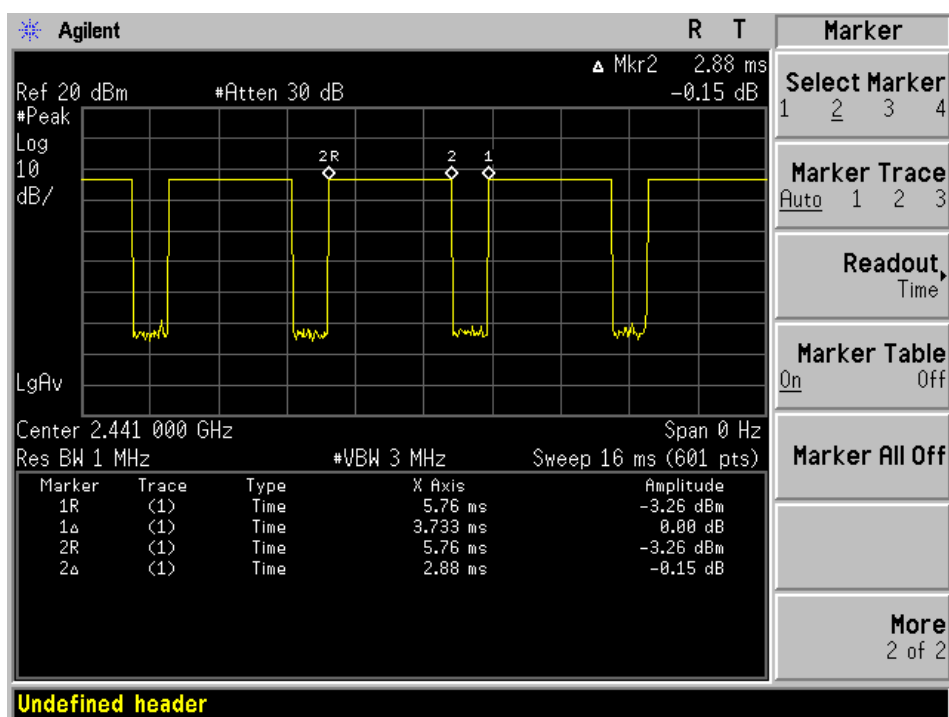 Agilent R T Marker
Δ Mkr2 2.88 ms
Ref 20 dBm #Atten 30 dB -0.15 dB
#Peak
Log
10
dB/
2R 2 1
LgAv
Center 2.441 000 GHz Span 0 Hz
Res BW 1 MHz #VBW 3 MHz Sweep 16 ms (601 pts)
Marker Trace Type X Axis Amplitude
1R (1) Time 5.76 ms -3.26 dBm
1Δ (1) Time 3.733 ms 0.00 dB
2R (1) Time 5.76 ms -3.26 dBm
2Δ (1) Time 2.88 ms -0.15 dB
Select Marker
1 2 3 4
Marker Trace
Auto 1 2 3
Readout
Time
Marker Table
On Off
Marker All Off
More
2 of 2
Undefined header